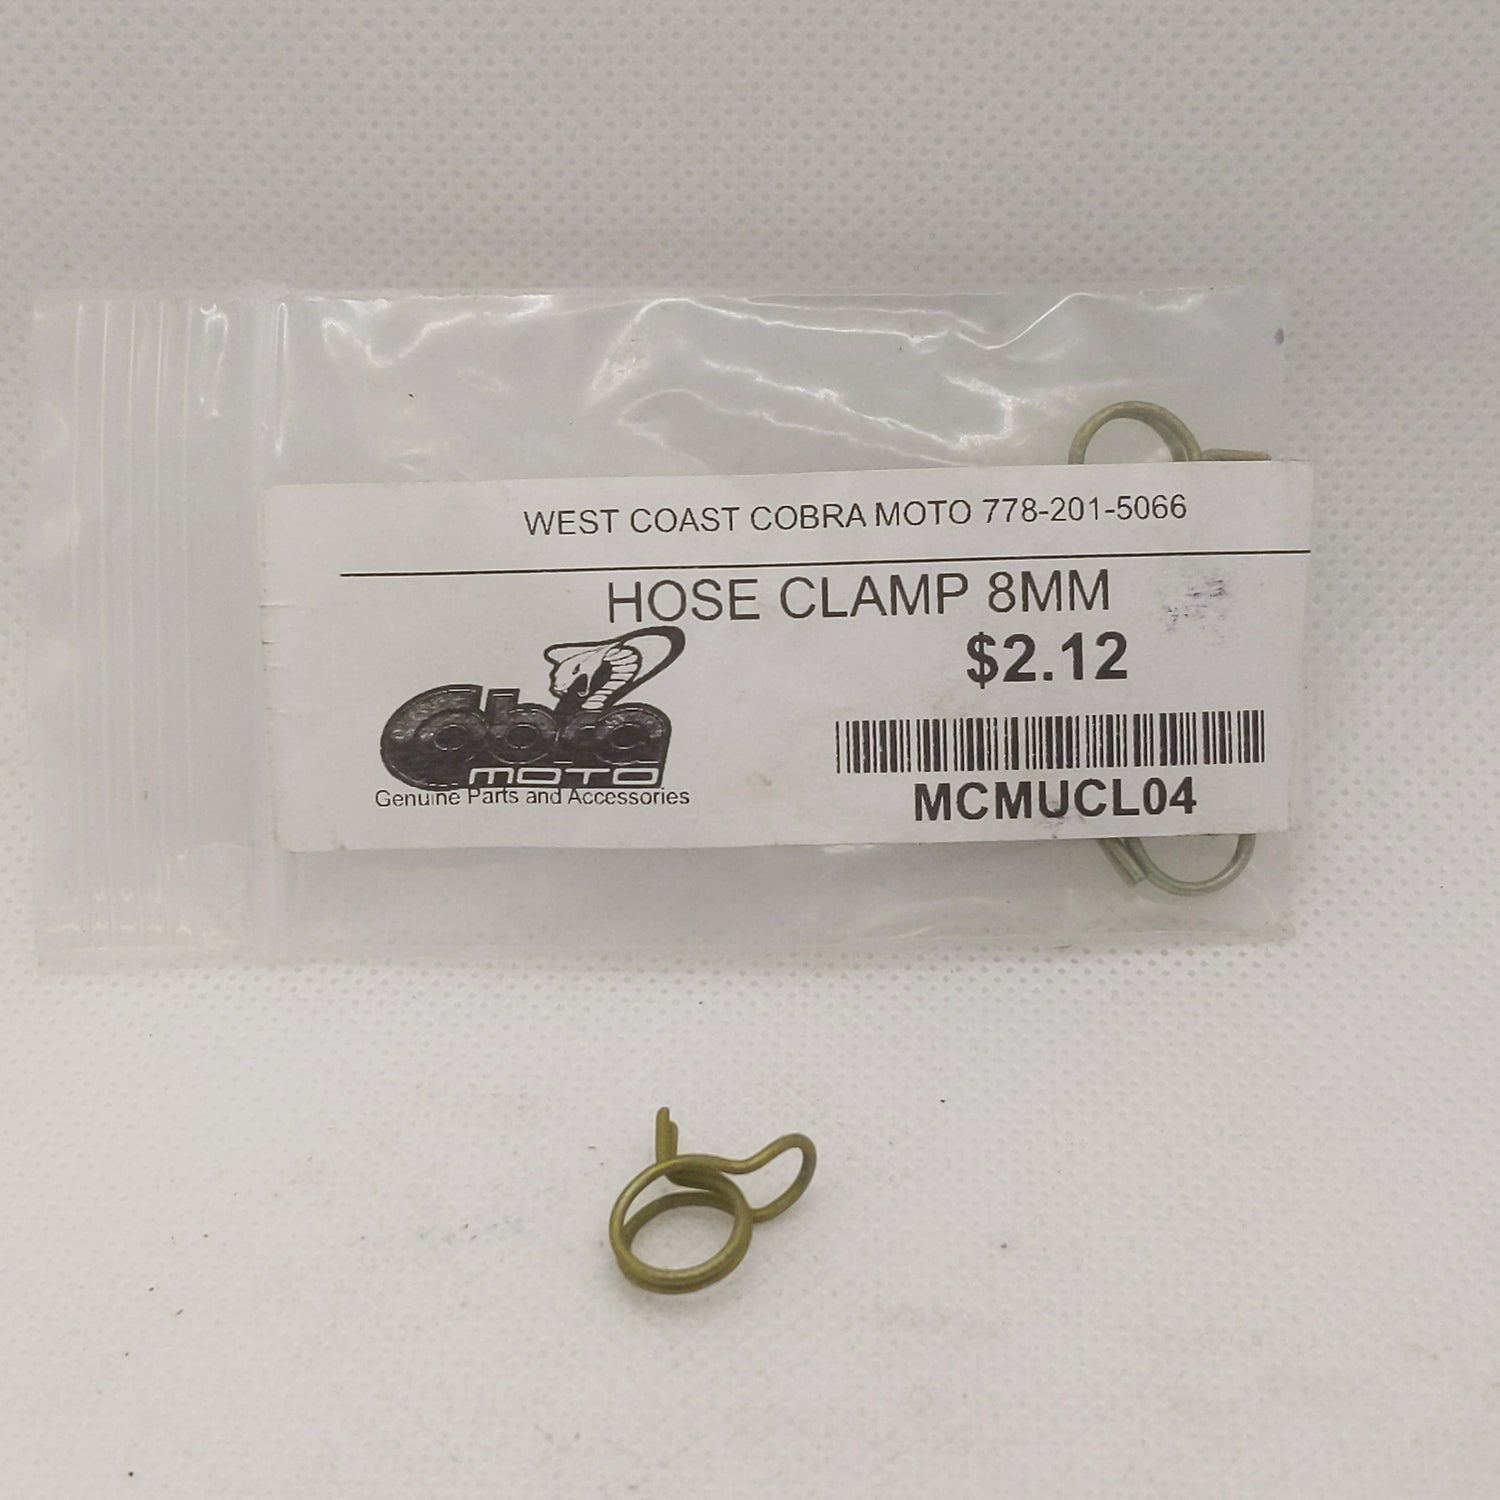 WEST COAST COBRA MOTO 778-201-5066
HOSE CLAMP 8MM
$2.12
Cobra
MOTO
Genuine Parts and Accessories
MCMUCL04